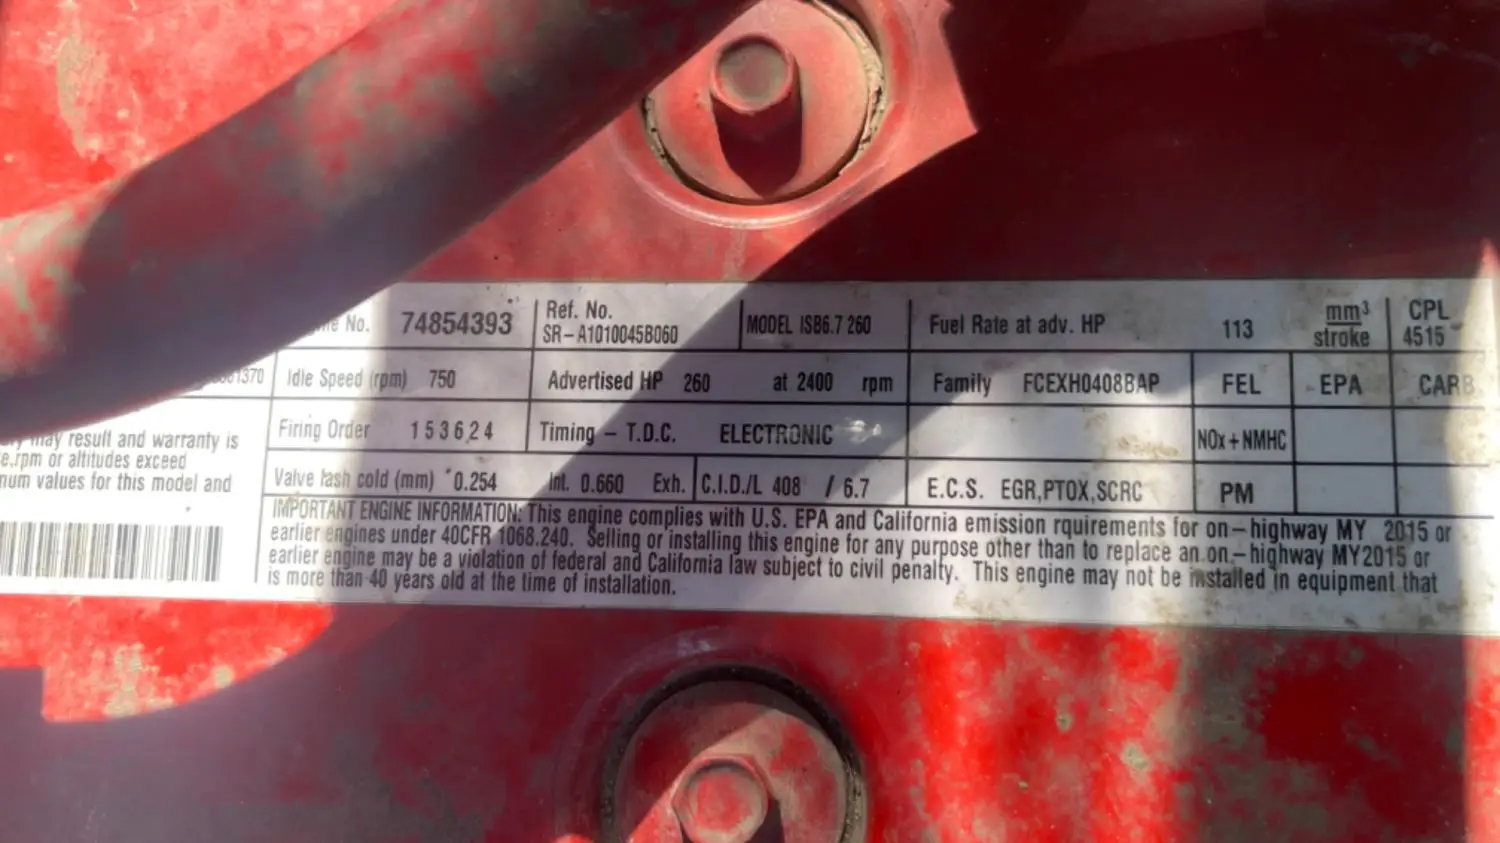 No. 74854393
Ref. No.
SR-A1010045B060
MODEL ISB6.7 260
Fuel Rate at adv. HP 113 mm³ stroke
CPL
4515
1370
Idle Speed (rpm) 750
Advertised HP 260 at 2400 rpm
Family FCEXH0408BAP
FEL
EPA
CARB
Firing Order 1 5 3 6 2 4
Timing - T.D.C. ELECTRONIC
NOx+NMHC
Valve lash cold (mm) 0.254 Int. 0.660 Exh.
C.I.D./L 408 / 6.7
E.C.S. EGR,PTOX,SCRC
PM
may result and warranty is
rpm or altitudes exceed
values for this model and
IMPORTANT ENGINE INFORMATION: This engine complies with U.S. EPA and California emission rquirements for on-highway MY 2015 or
earlier engines under 40CFR 1068.240. Selling or installing this engine for any purpose other than to replace an on-highway MY2015 or
earlier engine may be a violation of federal and California law subject to civil penalty. This engine may not be installed in equipment that
is more than 40 years old at the time of installation.